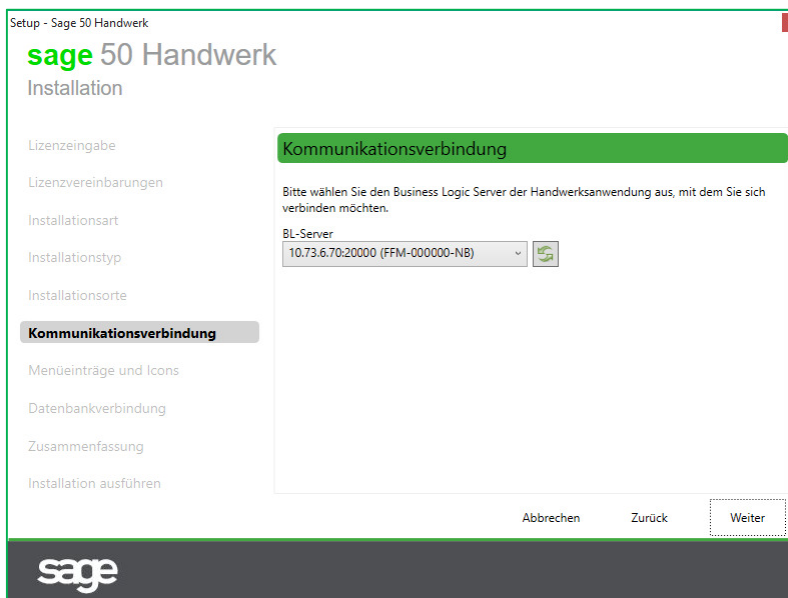 Setup - Sage 50 Handwerk
sage 50 Handwerk
Installation
Lizenzeingabe
Lizenzvereinbarungen
Installationsart
Installationstyp
Installationsorte
Kommunikationsverbindung
Menüeinträge und Icons
Datenbankverbindung
Zusammenfassung
Installation ausführen
Kommunikationsverbindung
Bitte wählen Sie den Business Logic Server der Handwerksanwendung aus, mit dem Sie sich
verbinden möchten.
BL-Server
10.73.6.70:20000 (FFM-000000-NB)
Abbrechen Zurück Weiter
sage